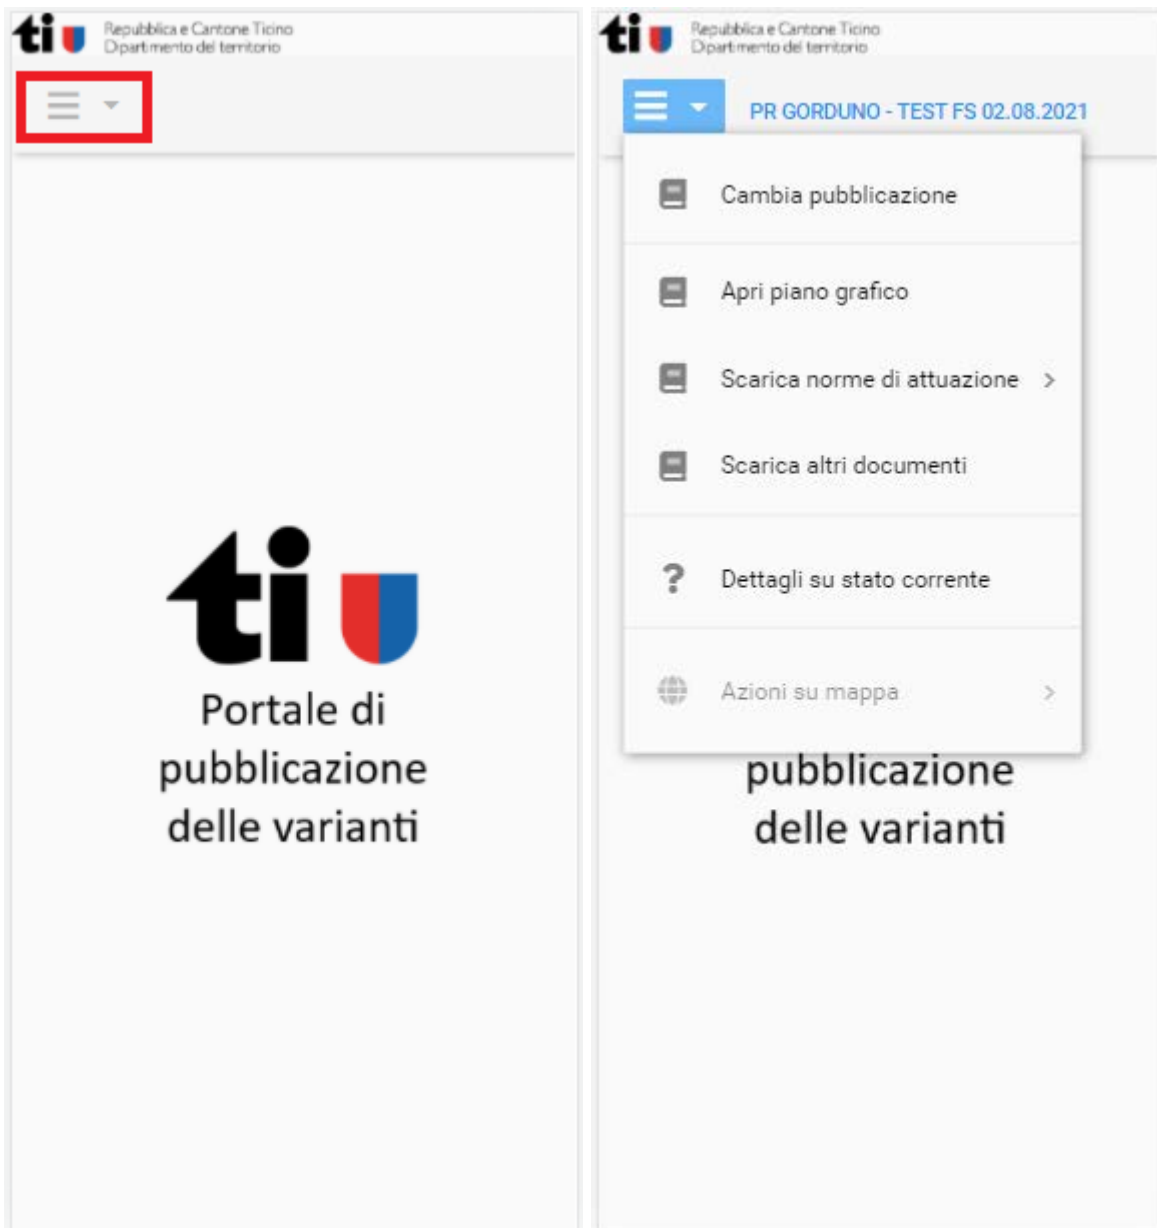 ti
Repubblica e Cantone Ticino
Dipartimento del territorio
ti
Portale di
pubblicazione
delle varianti
ti
Repubblica e Cantone Ticino
Dipartimento del territorio
PR GORDUNO - TEST FS 02.08.2021
Cambia pubblicazione
Apri piano grafico
Scarica norme di attuazione >
Scarica altri documenti
? Dettagli su stato corrente
Azioni su mappa >
pubblicazione
delle varianti